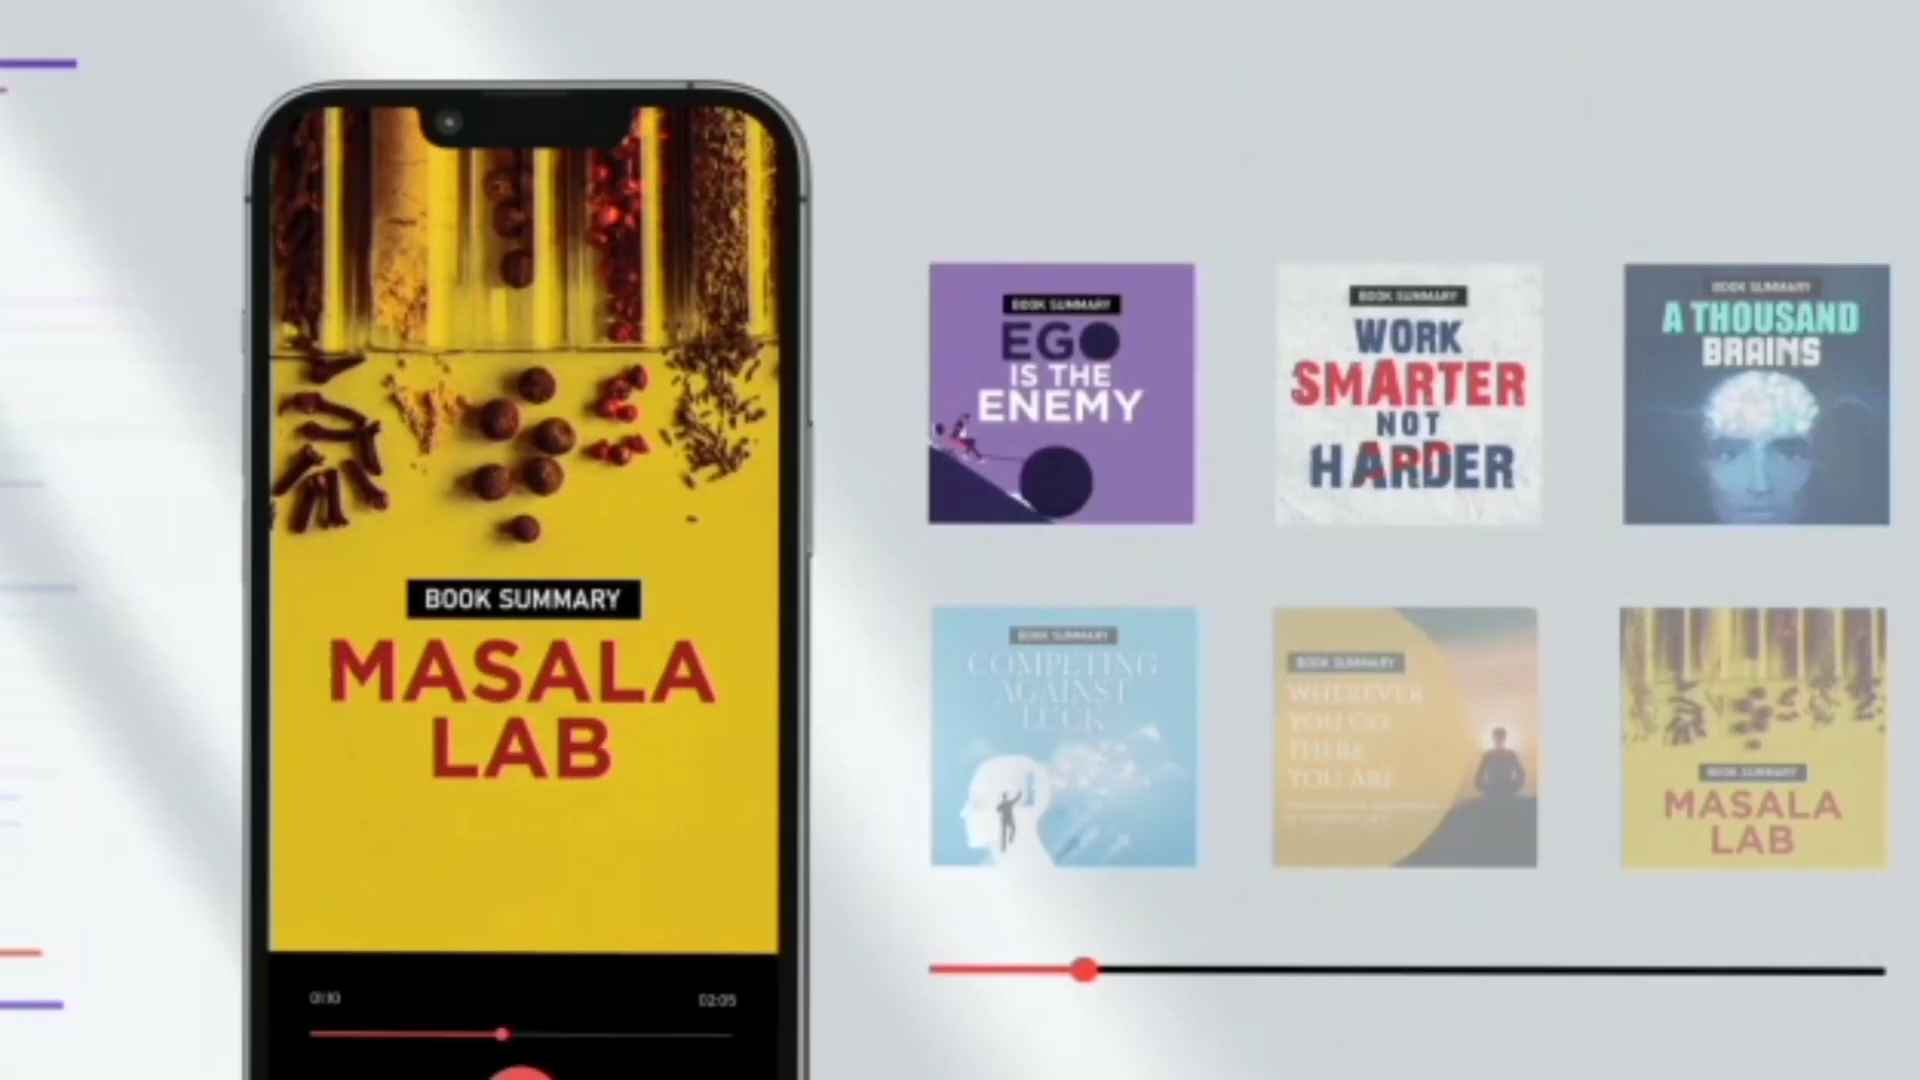 BOOK SUMMARY
MASALA
LAB
01:10
02:05
BOOK SUMMARY
EGO
IS THE
ENEMY
BOOK SUMMARY
WORK
SMARTER
NOT
HARDER
BOOK SUMMARY
A THOUSAND
BRAINS
BOOK SUMMARY
COMPETING
AGAINST
LUCK
BOOK SUMMARY
WHEREVER
YOU GO
THERE
YOU ARE
BOOK SUMMARY
MASALA
LAB